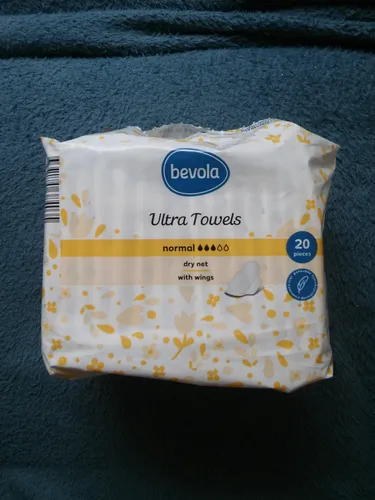 bevola
Ultra Towels
normal
dry net
with wings
20
pieces